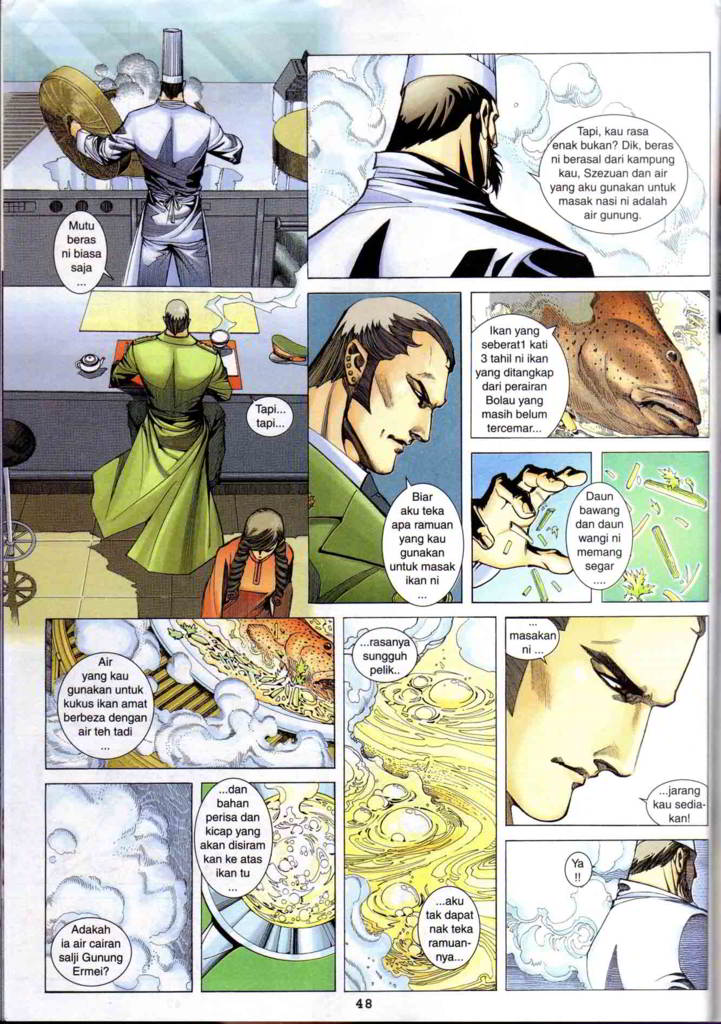 Mutu
beras
ni biasa
saja
...
Tapi, kau rasa
enak bukan? Dik, beras
ni berasal dari kampung
kau, Szezuan dan air
yang aku gunakan untuk
masak nasi ni adalah
air gunung.
Tapi...
tapi...
Biar
aku teka
apa ramuan
yang kau
gunakan
untuk masak
ikan ni
...
Ikan yang
seberat1 kati
3 tahil ni ikan
yang ditangkap
dari perairan
Bolau yang
masih belum
tercemar...
Daun
bawang
dan daun
wangi ni
memang
segar
....
Air
yang kau
gunakan untuk
kukus ikan amat
berbeza dengan
air teh tadi
...
Adakah
ia air cairan
salji Gunung
Ermei?
...dan
bahan
perisa dan
kicap yang
akan disiram
kan ke atas
ikan tu
...
...rasanya
sungguh
pelik..
...aku
tak dapat
nak teka
ramuan-
nya...
...
masakan
ni ...
...jarang
kau sedia-
kan!
Ya
!!
48